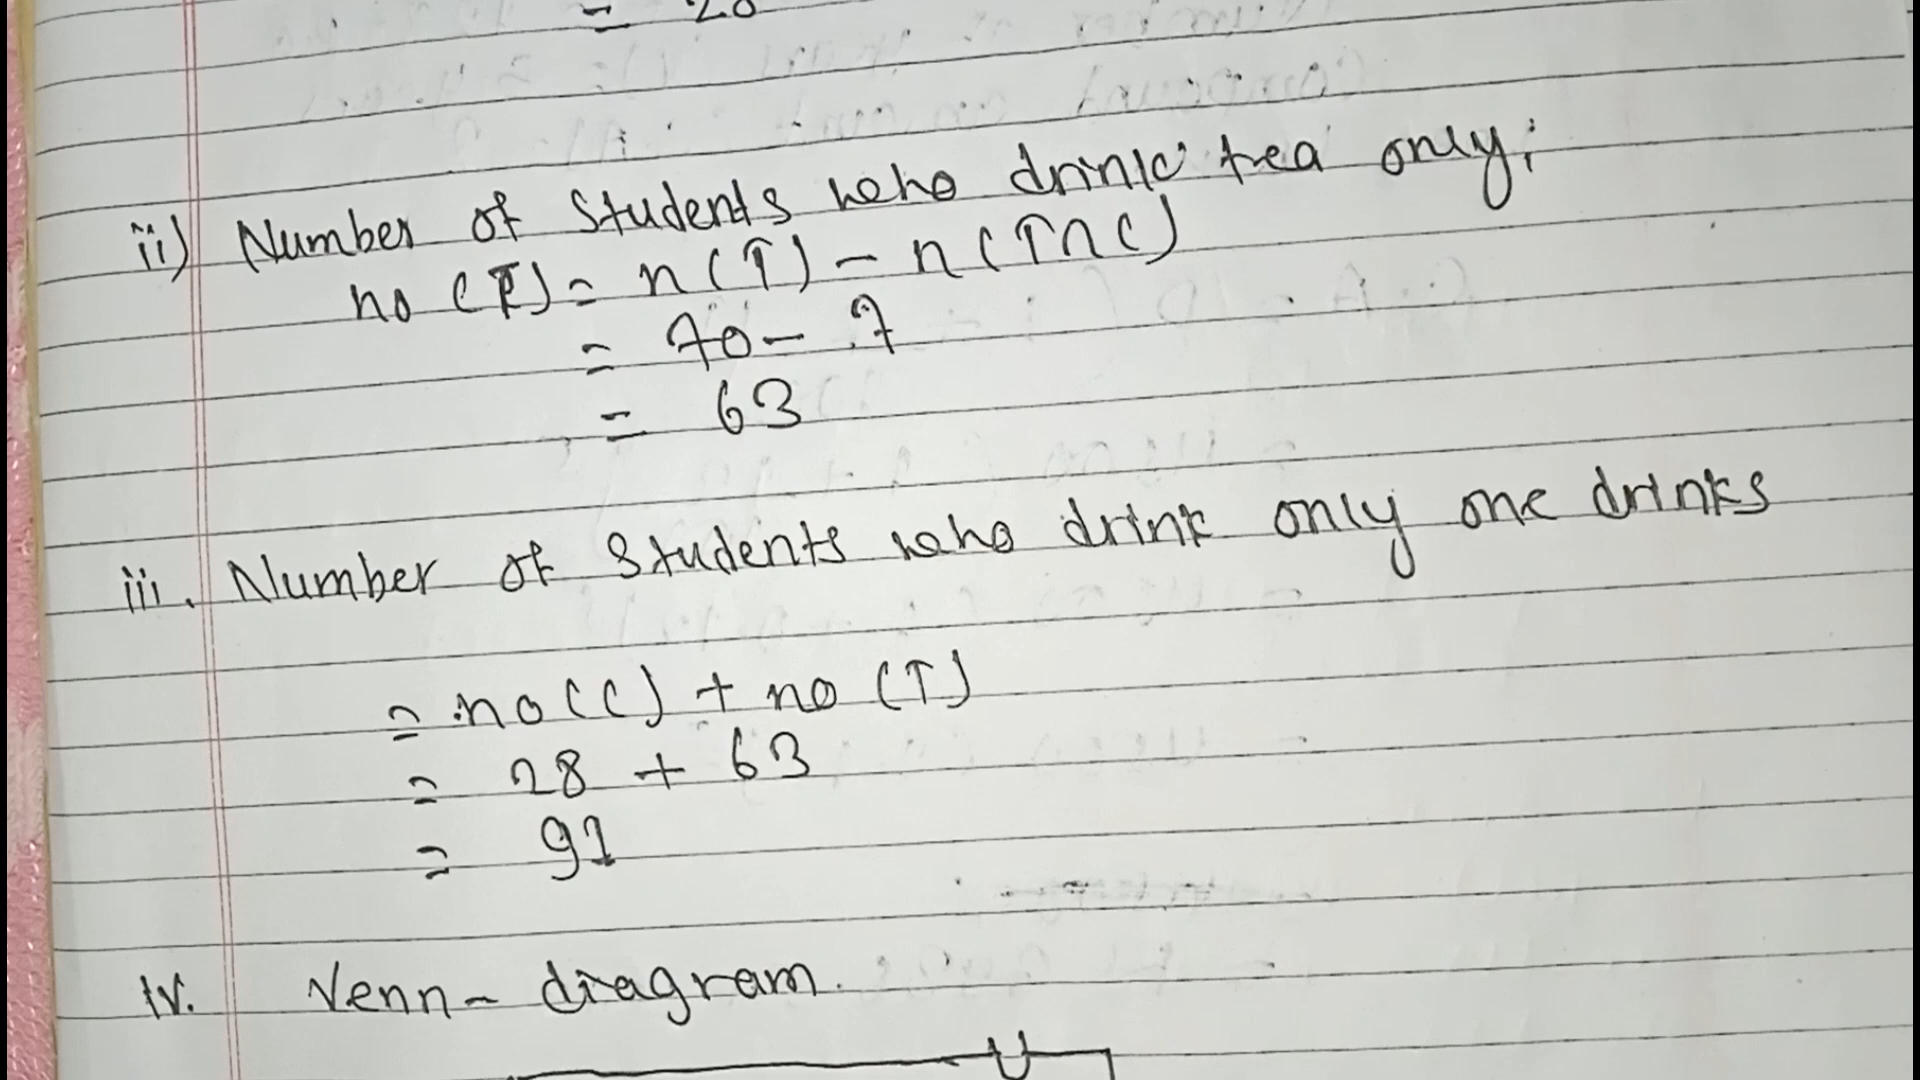 = 28
ii) Number of Students who drink tea only;
no (T) = n(T) - n(T∩C)
= 70 - 7
= 63
iii. Number of Students who drink only one drinks
= no(C) + no(T)
= 28 + 63
= 91
iv. Venn-diagram.
U